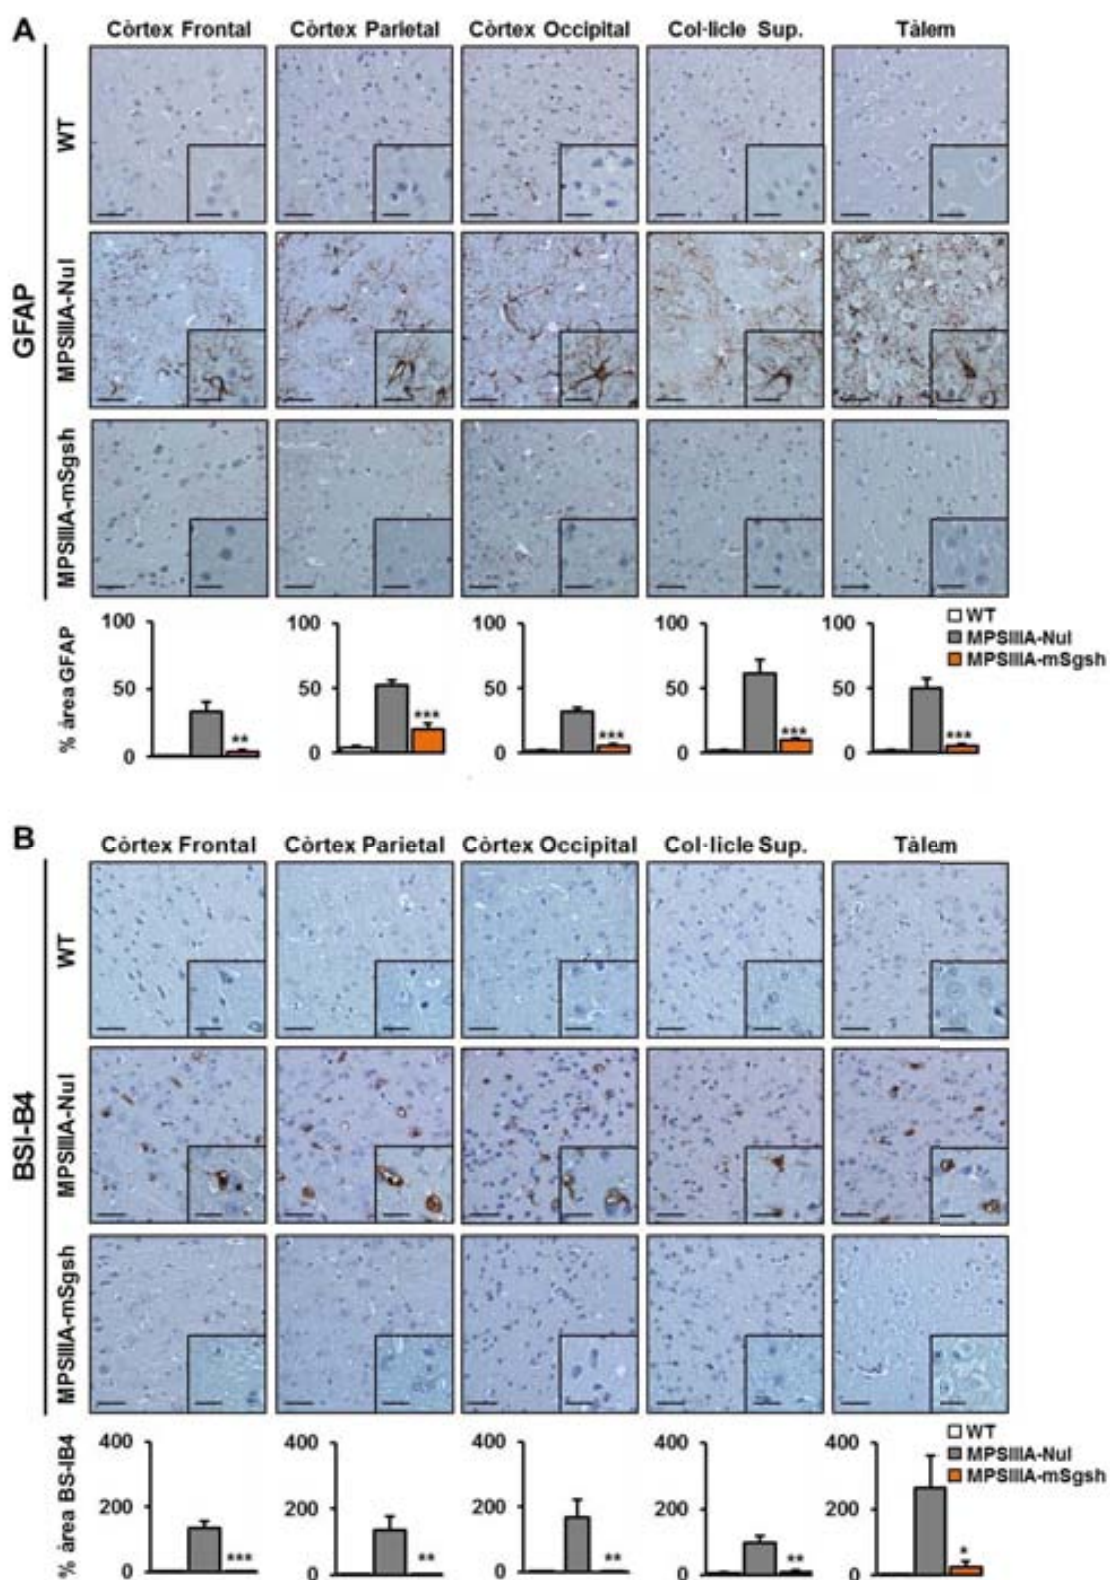 A
Còrtex Frontal Còrtex Parietal Còrtex Occipital Col·licle Sup. Tàlem
GFAP
WT
MPSIIIA-Nul
MPSIIIA-mSgsh
% àrea GFAP
100 100 100 100 100
50 50 50 50 50
0 0 0 0 0
** *** *** *** ***
WT
MPSIIIA-Nul
MPSIIIA-mSgsh
B
Còrtex Frontal Còrtex Parietal Còrtex Occipital Col·licle Sup. Tàlem
BSI-B4
WT
MPSIIIA-Nul
MPSIIIA-mSgsh
% àrea BS-IB4
400 400 400 400 400
200 200 200 200 200
0 0 0 0 0
*** ** ** ** *
WT
MPSIIIA-Nul
MPSIIIA-mSgsh